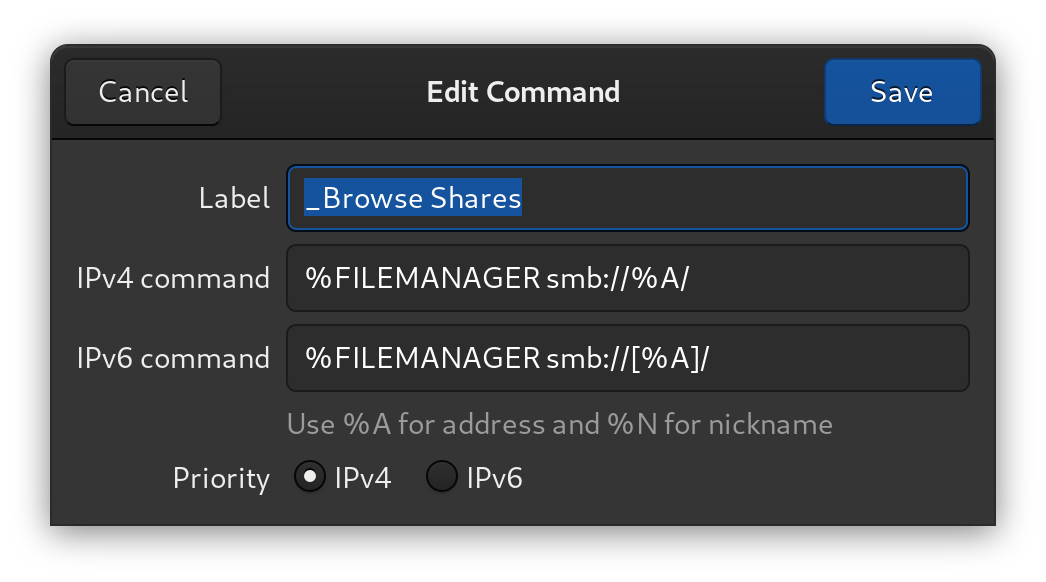 Cancel Edit Command Save
Label _Browse Shares
IPv4 command %FILEMANAGER smb://%A/
IPv6 command %FILEMANAGER smb://[%A]/
Use %A for address and %N for nickname
Priority IPv4 IPv6